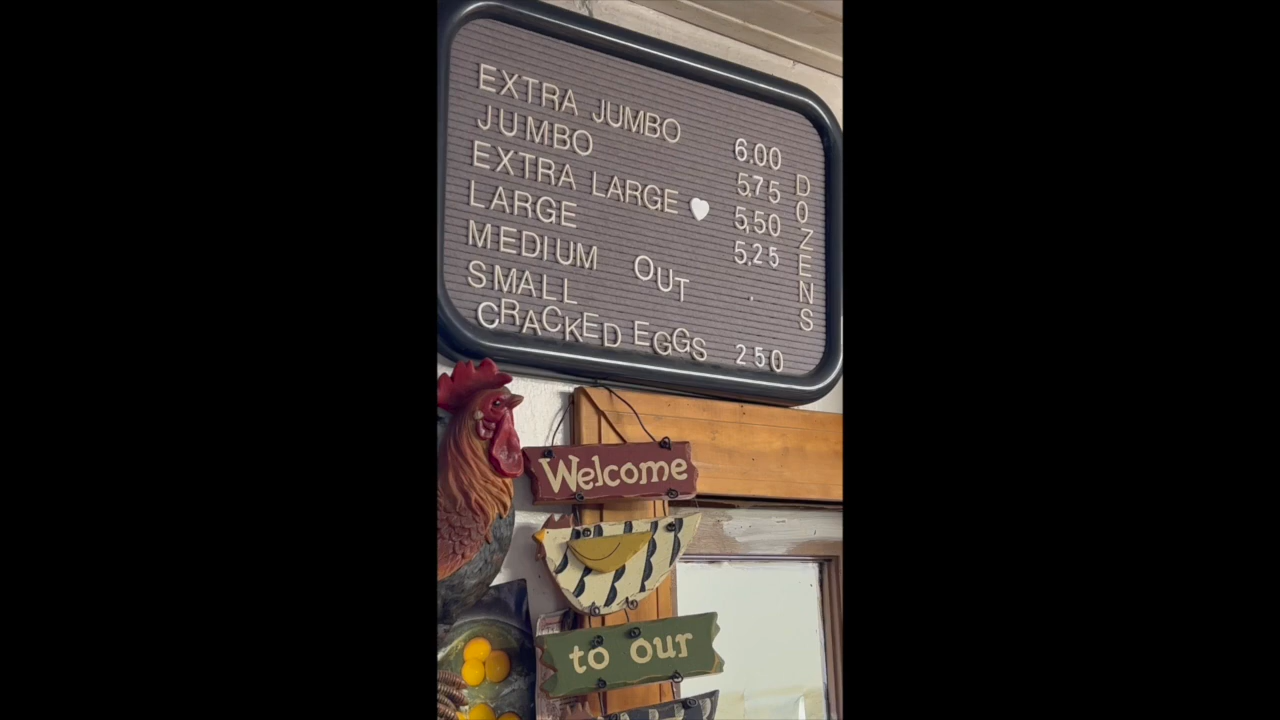 EXTRA JUMBO 6.00
JUMBO 5.75
EXTRA LARGE 5.50
LARGE 5.25
MEDIUM OUT .
SMALL
CRACKED EGGS 2 50
DOZENS
Welcome
to our